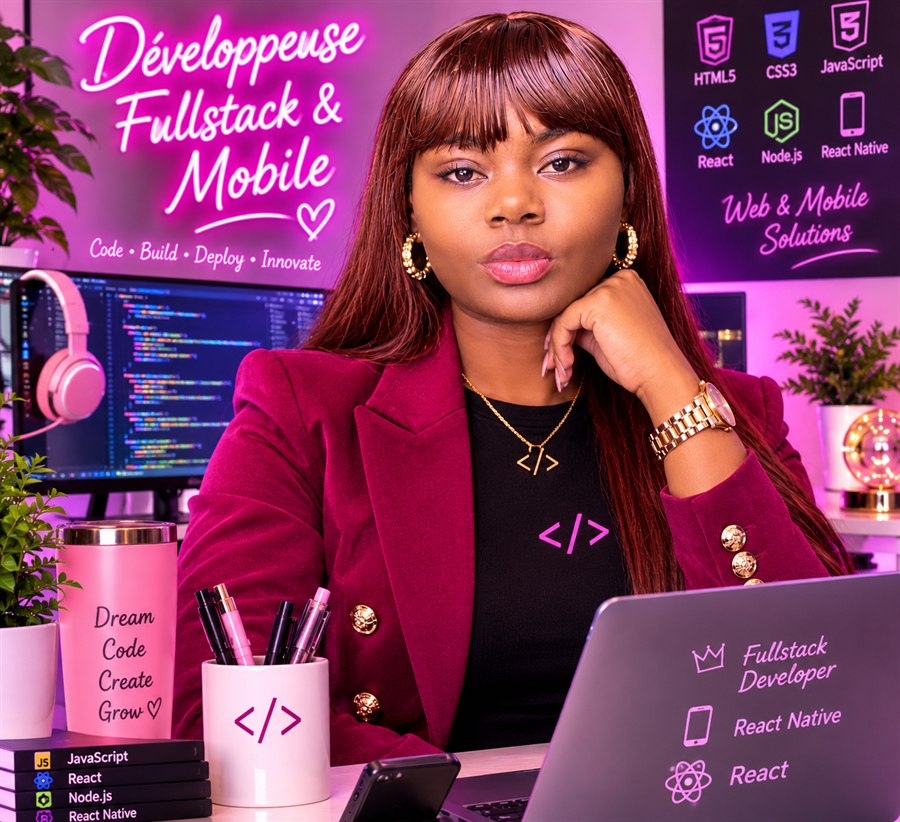 Développeuse
Fullstack &
Mobile
Code • Build • Deploy • Innovate
HTML5
CSS3
JavaScript
React
Node.js
React Native
Web & Mobile
Solutions
</>
</>
Dream
Code
Create
Grow
</>
JS JavaScript
React
Node.js
React Native
Fullstack
Developer
React Native
React